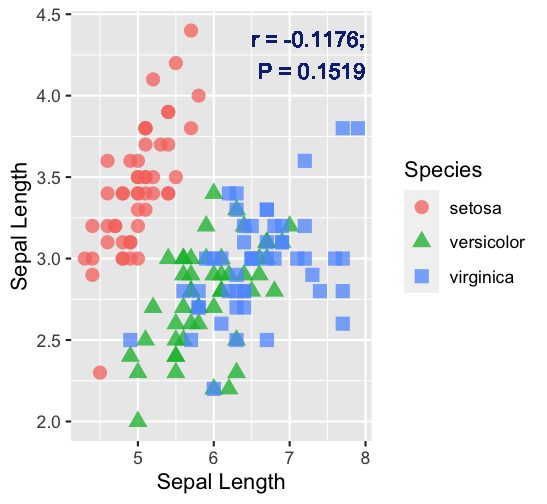 r = -0.1176;
P = 0.1519
4.5
4.0
3.5
3.0
2.5
2.0
Sepal Length
5
6
7
8
Sepal Length
Species
setosa
versicolor
virginica